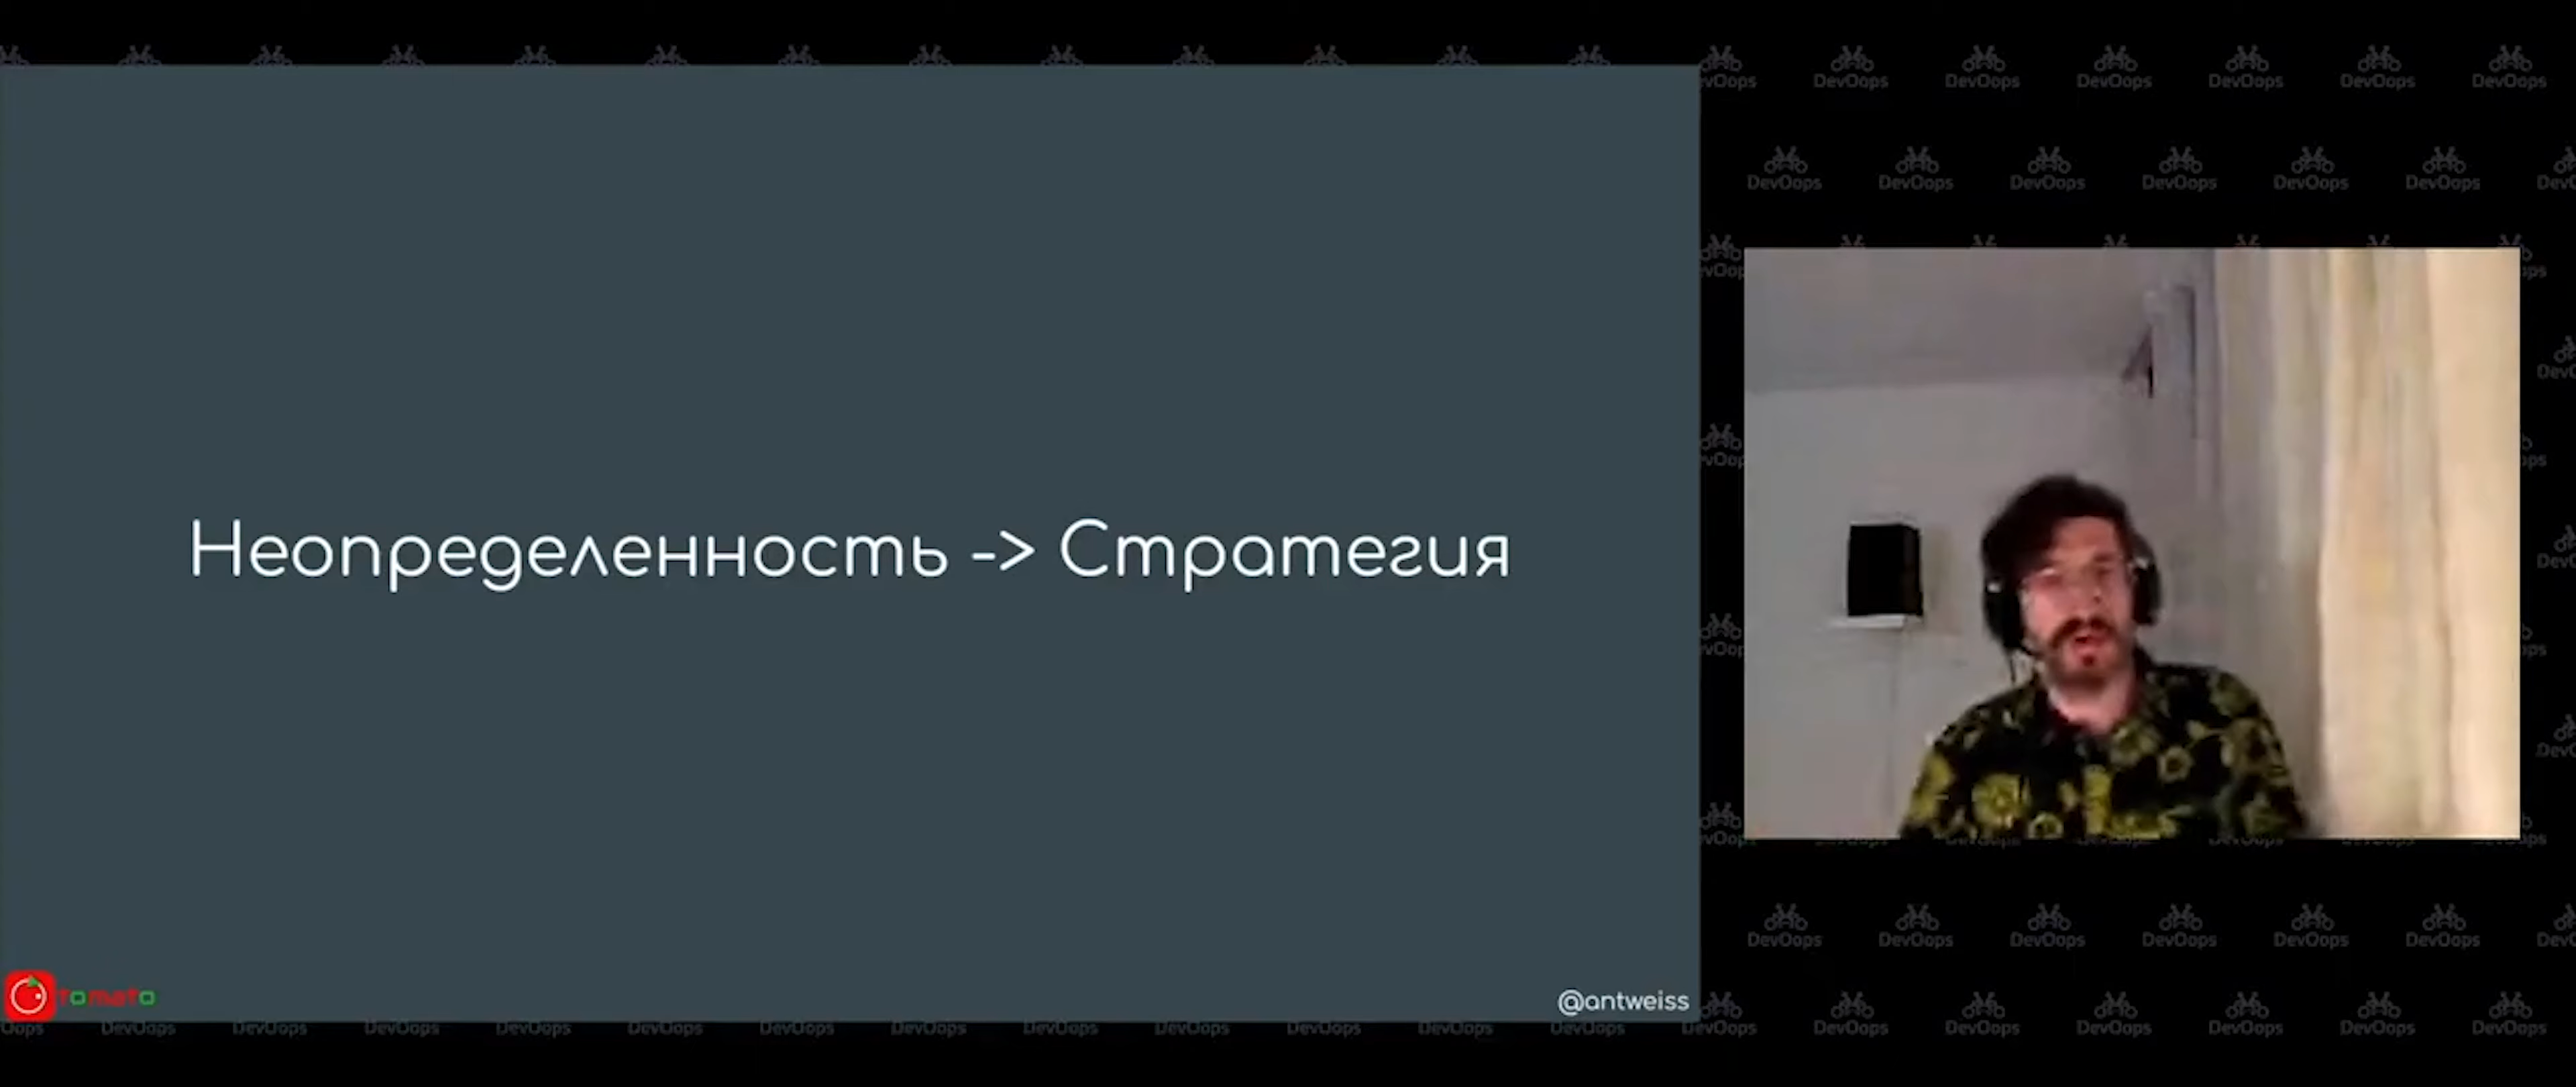 Неопределенность -> Стратегия
tomato
@antweiss
DevOops